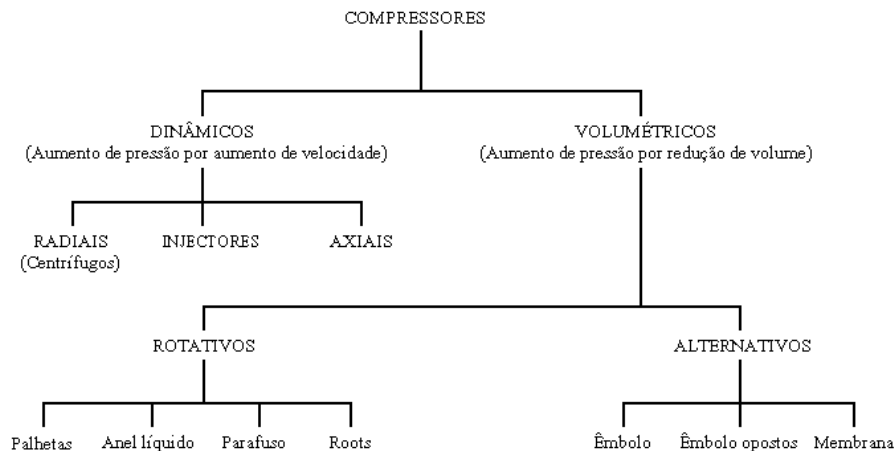 COMPRESSORES
DINÂMICOS
(Aumento de pressão por aumento de velocidade)
VOLUMÉTRICOS
(Aumento de pressão por redução de volume)
RADIAIS
(Centrífugos)
INJECTORES
AXIAIS
ROTATIVOS
ALTERNATIVOS
Palhetas
Anel líquido
Parafuso
Roots
Êmbolo
Êmbolo opostos
Membrana